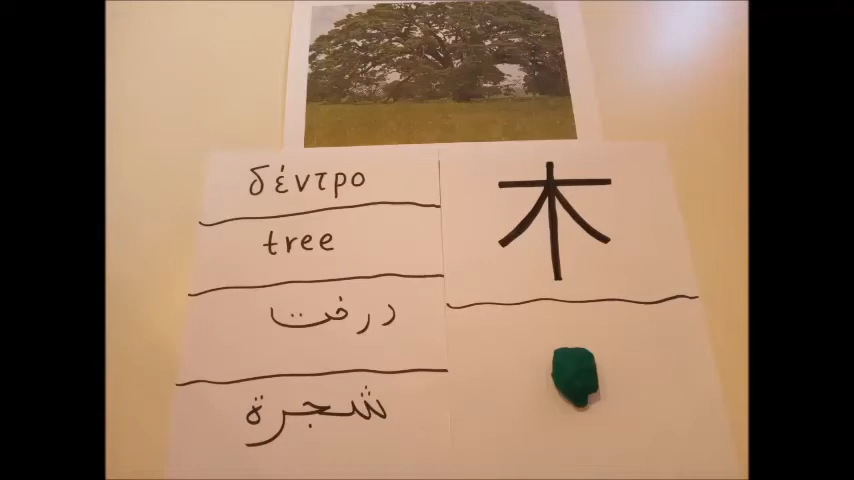 δέντρο
tree
درخت
شجرة
木